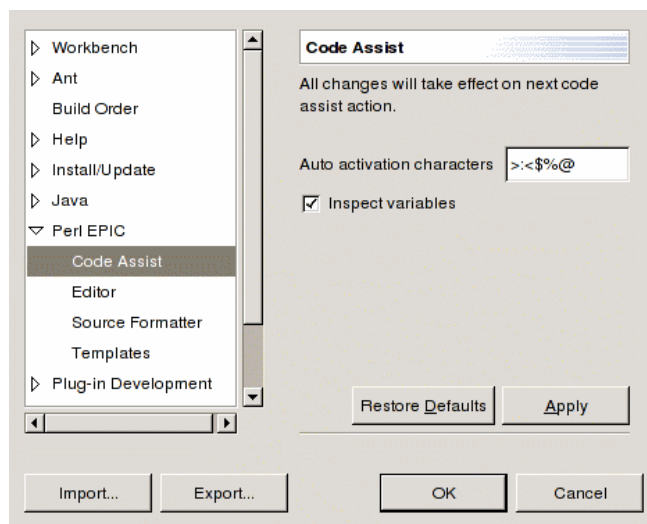 Workbench
Ant
Build Order
Help
Install/Update
Java
Perl EPIC
Code Assist
Editor
Source Formatter
Templates
Plug-in Development
Code Assist
All changes will take effect on next code
assist action.
Auto activation characters >:<$%@
Inspect variables
Restore Defaults Apply
Import... Export... OK Cancel